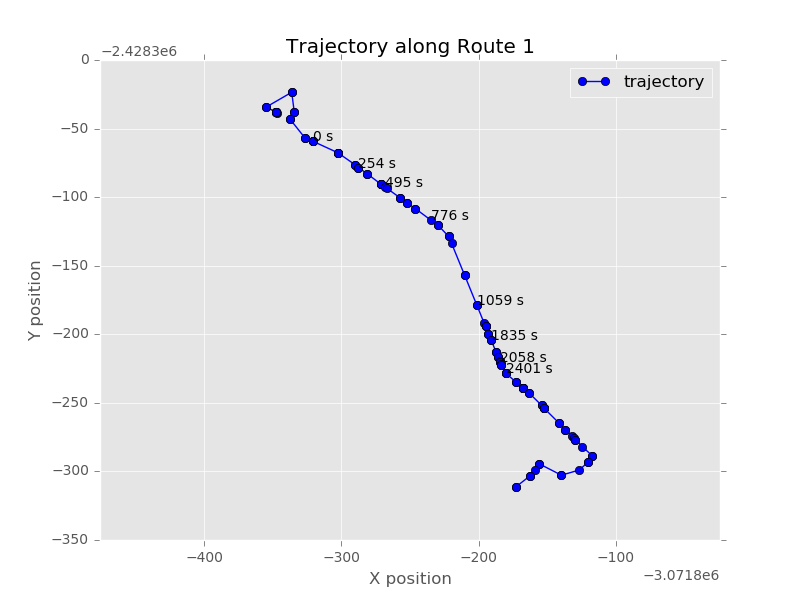 Trajectory along Route 1
−2.4283e6
trajectory
0
−50
−100
−150
−200
−250
−300
−350
Y position
0 s
254 s
495 s
776 s
1059 s
1835 s
2058 s
2401 s
−400
−300
−200
−100
X position
−3.0718e6